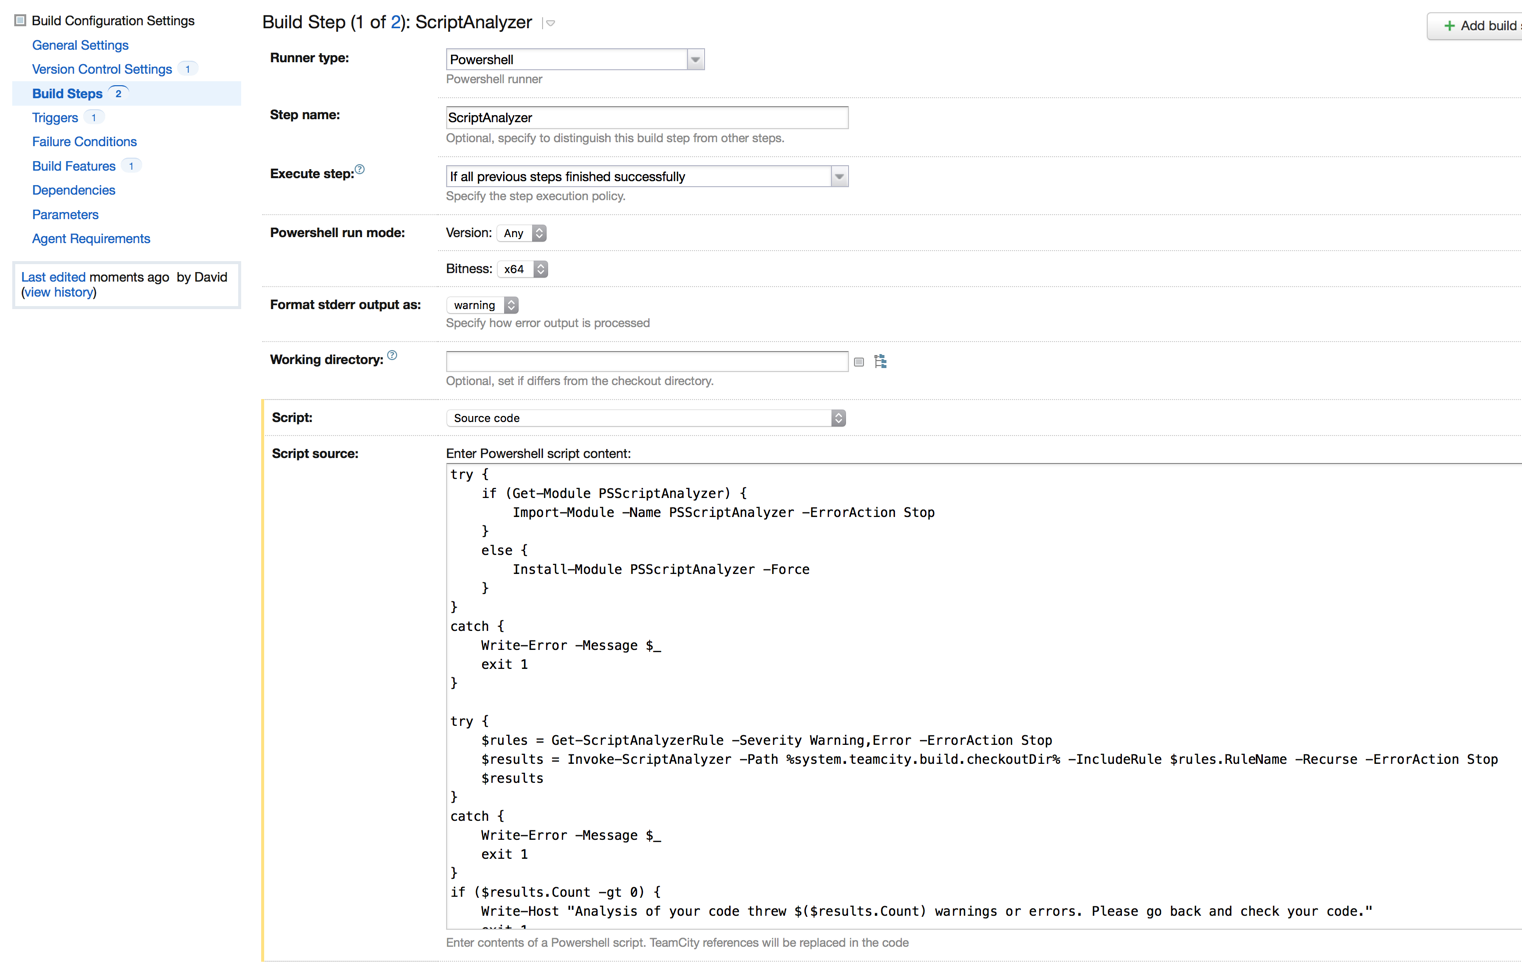 Build Configuration Settings
General Settings
Version Control Settings 1
Build Steps 2
Triggers 1
Failure Conditions
Build Features 1
Dependencies
Parameters
Agent Requirements
Last edited moments ago by David
(view history)
Build Step (1 of 2): ScriptAnalyzer
+ Add build
Runner type:
Powershell
Powershell runner
Step name:
ScriptAnalyzer
Optional, specify to distinguish this build step from other steps.
Execute step: ?
If all previous steps finished successfully
Specify the step execution policy.
Powershell run mode:
Version: Any
Bitness: x64
Format stderr output as:
warning
Specify how error output is processed
Working directory: ?
Optional, set if differs from the checkout directory.
Script:
Source code
Script source:
Enter Powershell script content:
try {
    if (Get-Module PSScriptAnalyzer) {
        Import-Module -Name PSScriptAnalyzer -ErrorAction Stop
    }
    else {
        Install-Module PSScriptAnalyzer -Force
    }
}
catch {
    Write-Error -Message $_
    exit 1
}
try {
    $rules = Get-ScriptAnalyzerRule -Severity Warning,Error -ErrorAction Stop
    $results = Invoke-ScriptAnalyzer -Path %system.teamcity.build.checkoutDir% -IncludeRule $rules.RuleName -Recurse -ErrorAction Stop
    $results
}
catch {
    Write-Error -Message $_
    exit 1
}
if ($results.Count -gt 0) {
    Write-Host "Analysis of your code threw $($results.Count) warnings or errors. Please go back and check your code."
Enter contents of a Powershell script. TeamCity references will be replaced in the code